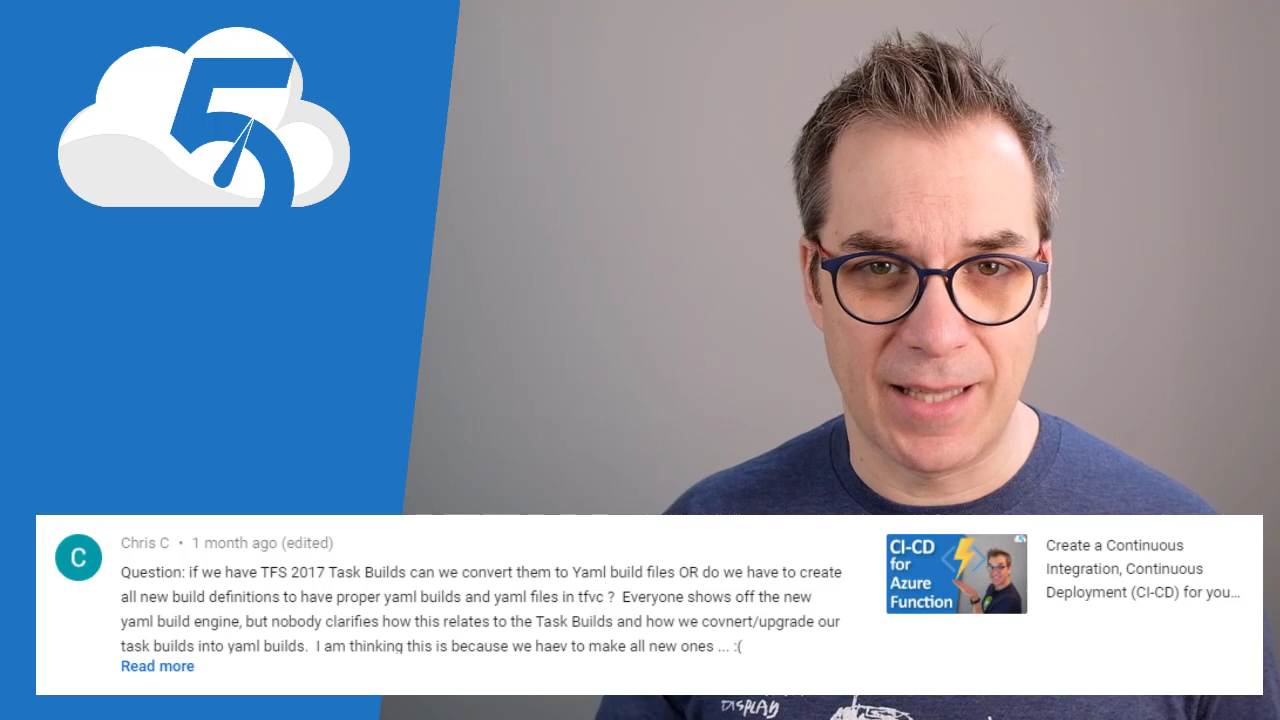 5
C
Chris C • 1 month ago (edited)
Question: if we have TFS 2017 Task Builds can we convert them to Yaml build files OR do we have to create
all new build definitions to have proper yaml builds and yaml files in tfvc ?  Everyone shows off the new
yaml build engine, but nobody clarifies how this relates to the Task Builds and how we covnert/upgrade our
task builds into yaml builds.  I am thinking this is because we haev to make all new ones ... :(
Read more
CI-CD
for
Azure
Function
Create a Continuous
Integration, Continuous
Deployment (CI-CD) for you...
DISPLAY